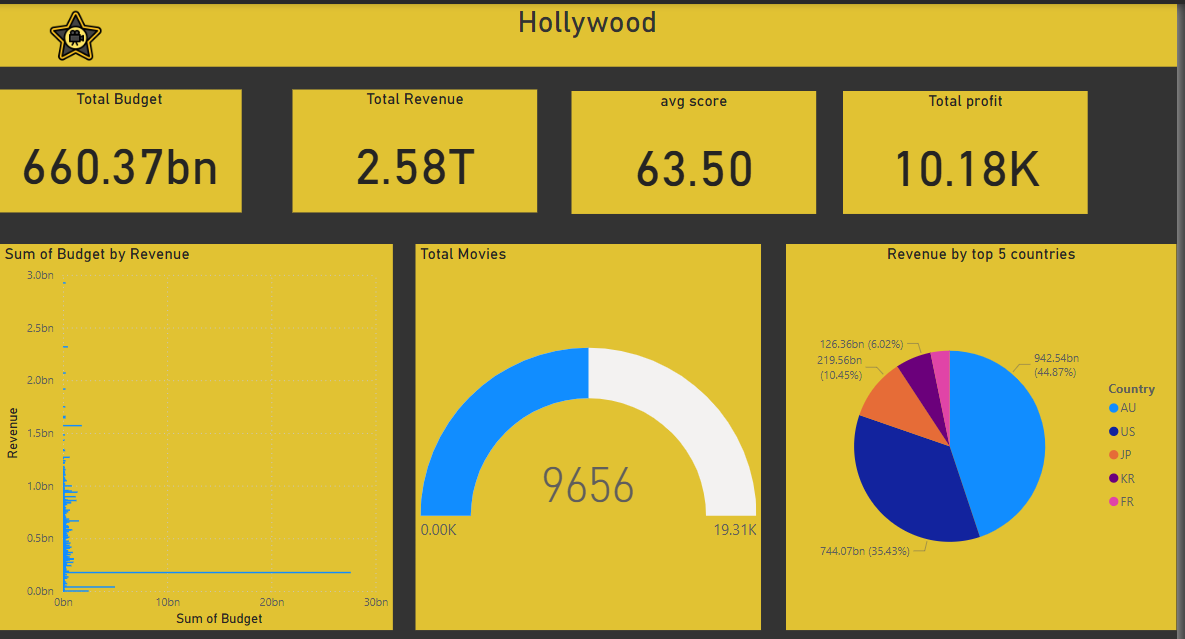 Hollywood
Total Budget
660.37bn
Total Revenue
2.58T
avg score
63.50
Total profit
10.18K
Sum of Budget by Revenue
3.0bn
2.5bn
2.0bn
1.5bn
1.0bn
0.5bn
0.0bn
Revenue
0bn
10bn
20bn
30bn
Sum of Budget
Total Movies
9656
0.00K
19.31K
Revenue by top 5 countries
126.36bn (6.02%)
219.56bn
(10.45%)
942.54bn
(44.87%)
744.07bn (35.43%)
Country
AU
US
JP
KR
FR